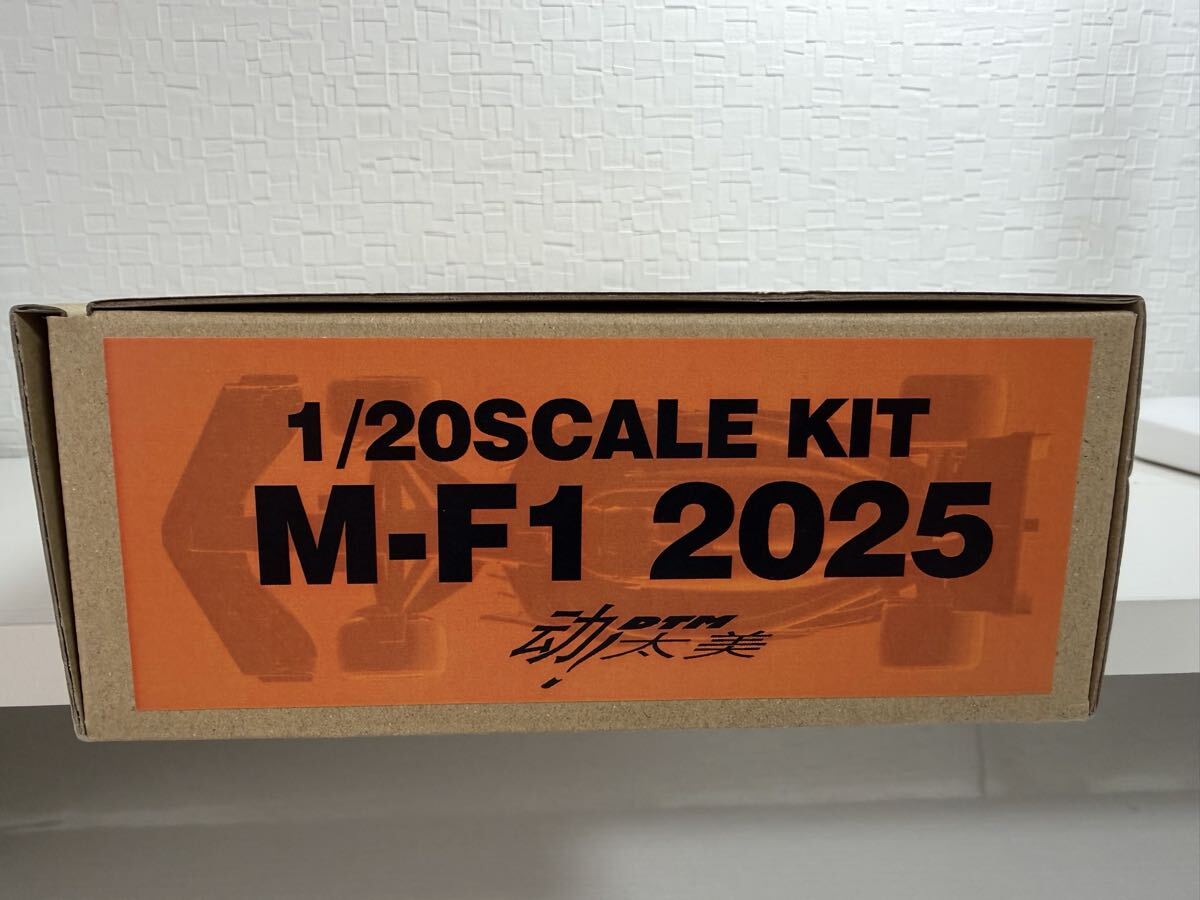 1/20SCALE KIT
M-F1 2025
DTM
动太美